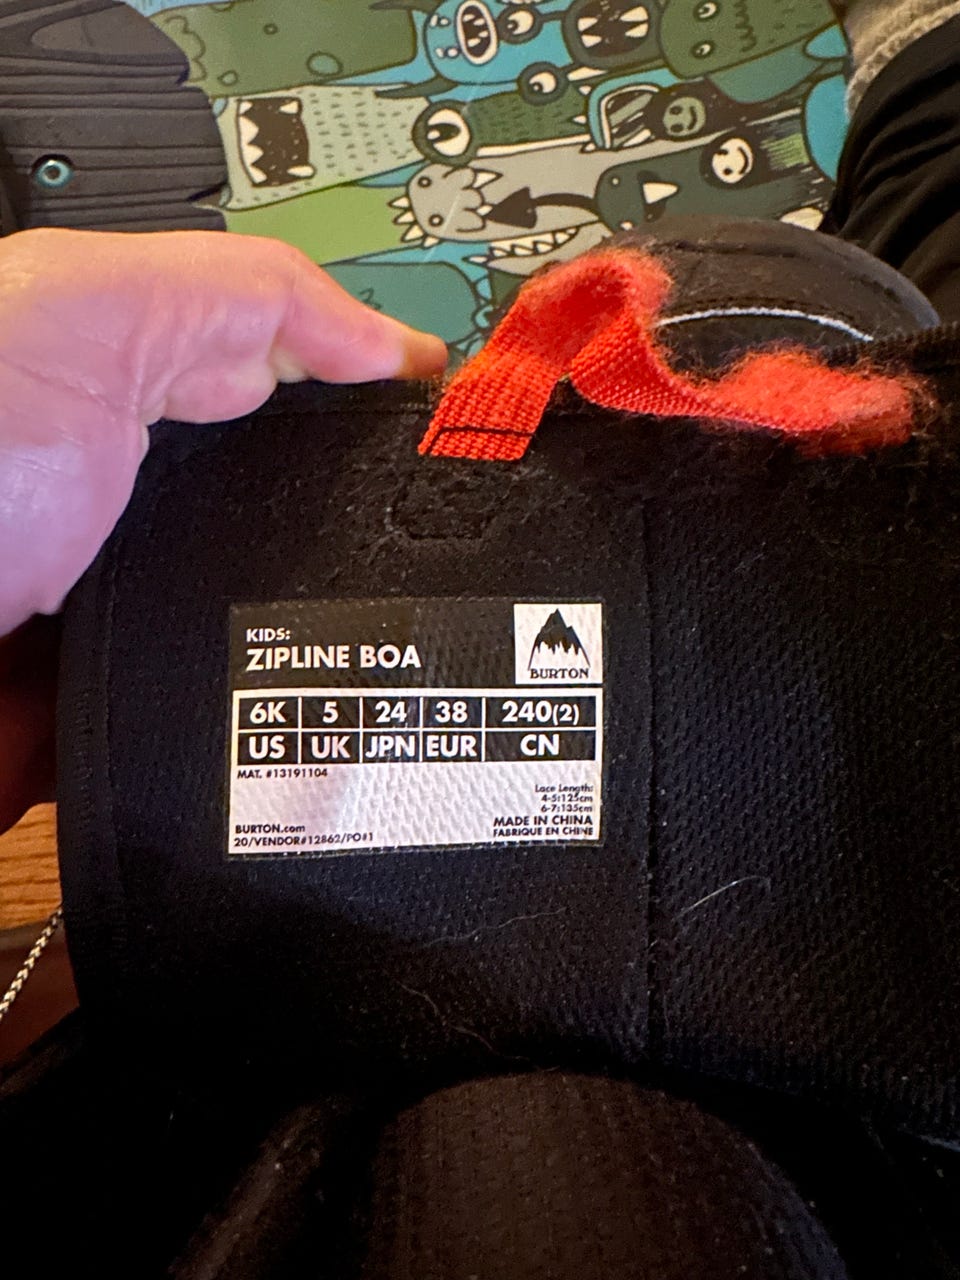 KIDS:
ZIPLINE BOA
BURTON
6K 5 24 38 240(2)
US UK JPN EUR CN
MAT. #13191104
Lace Length:
4-5:125cm
6-7:135cm
MADE IN CHINA
FABRIQUE EN CHINE
BURTON.com
20/VENDOR#12862/PO#1